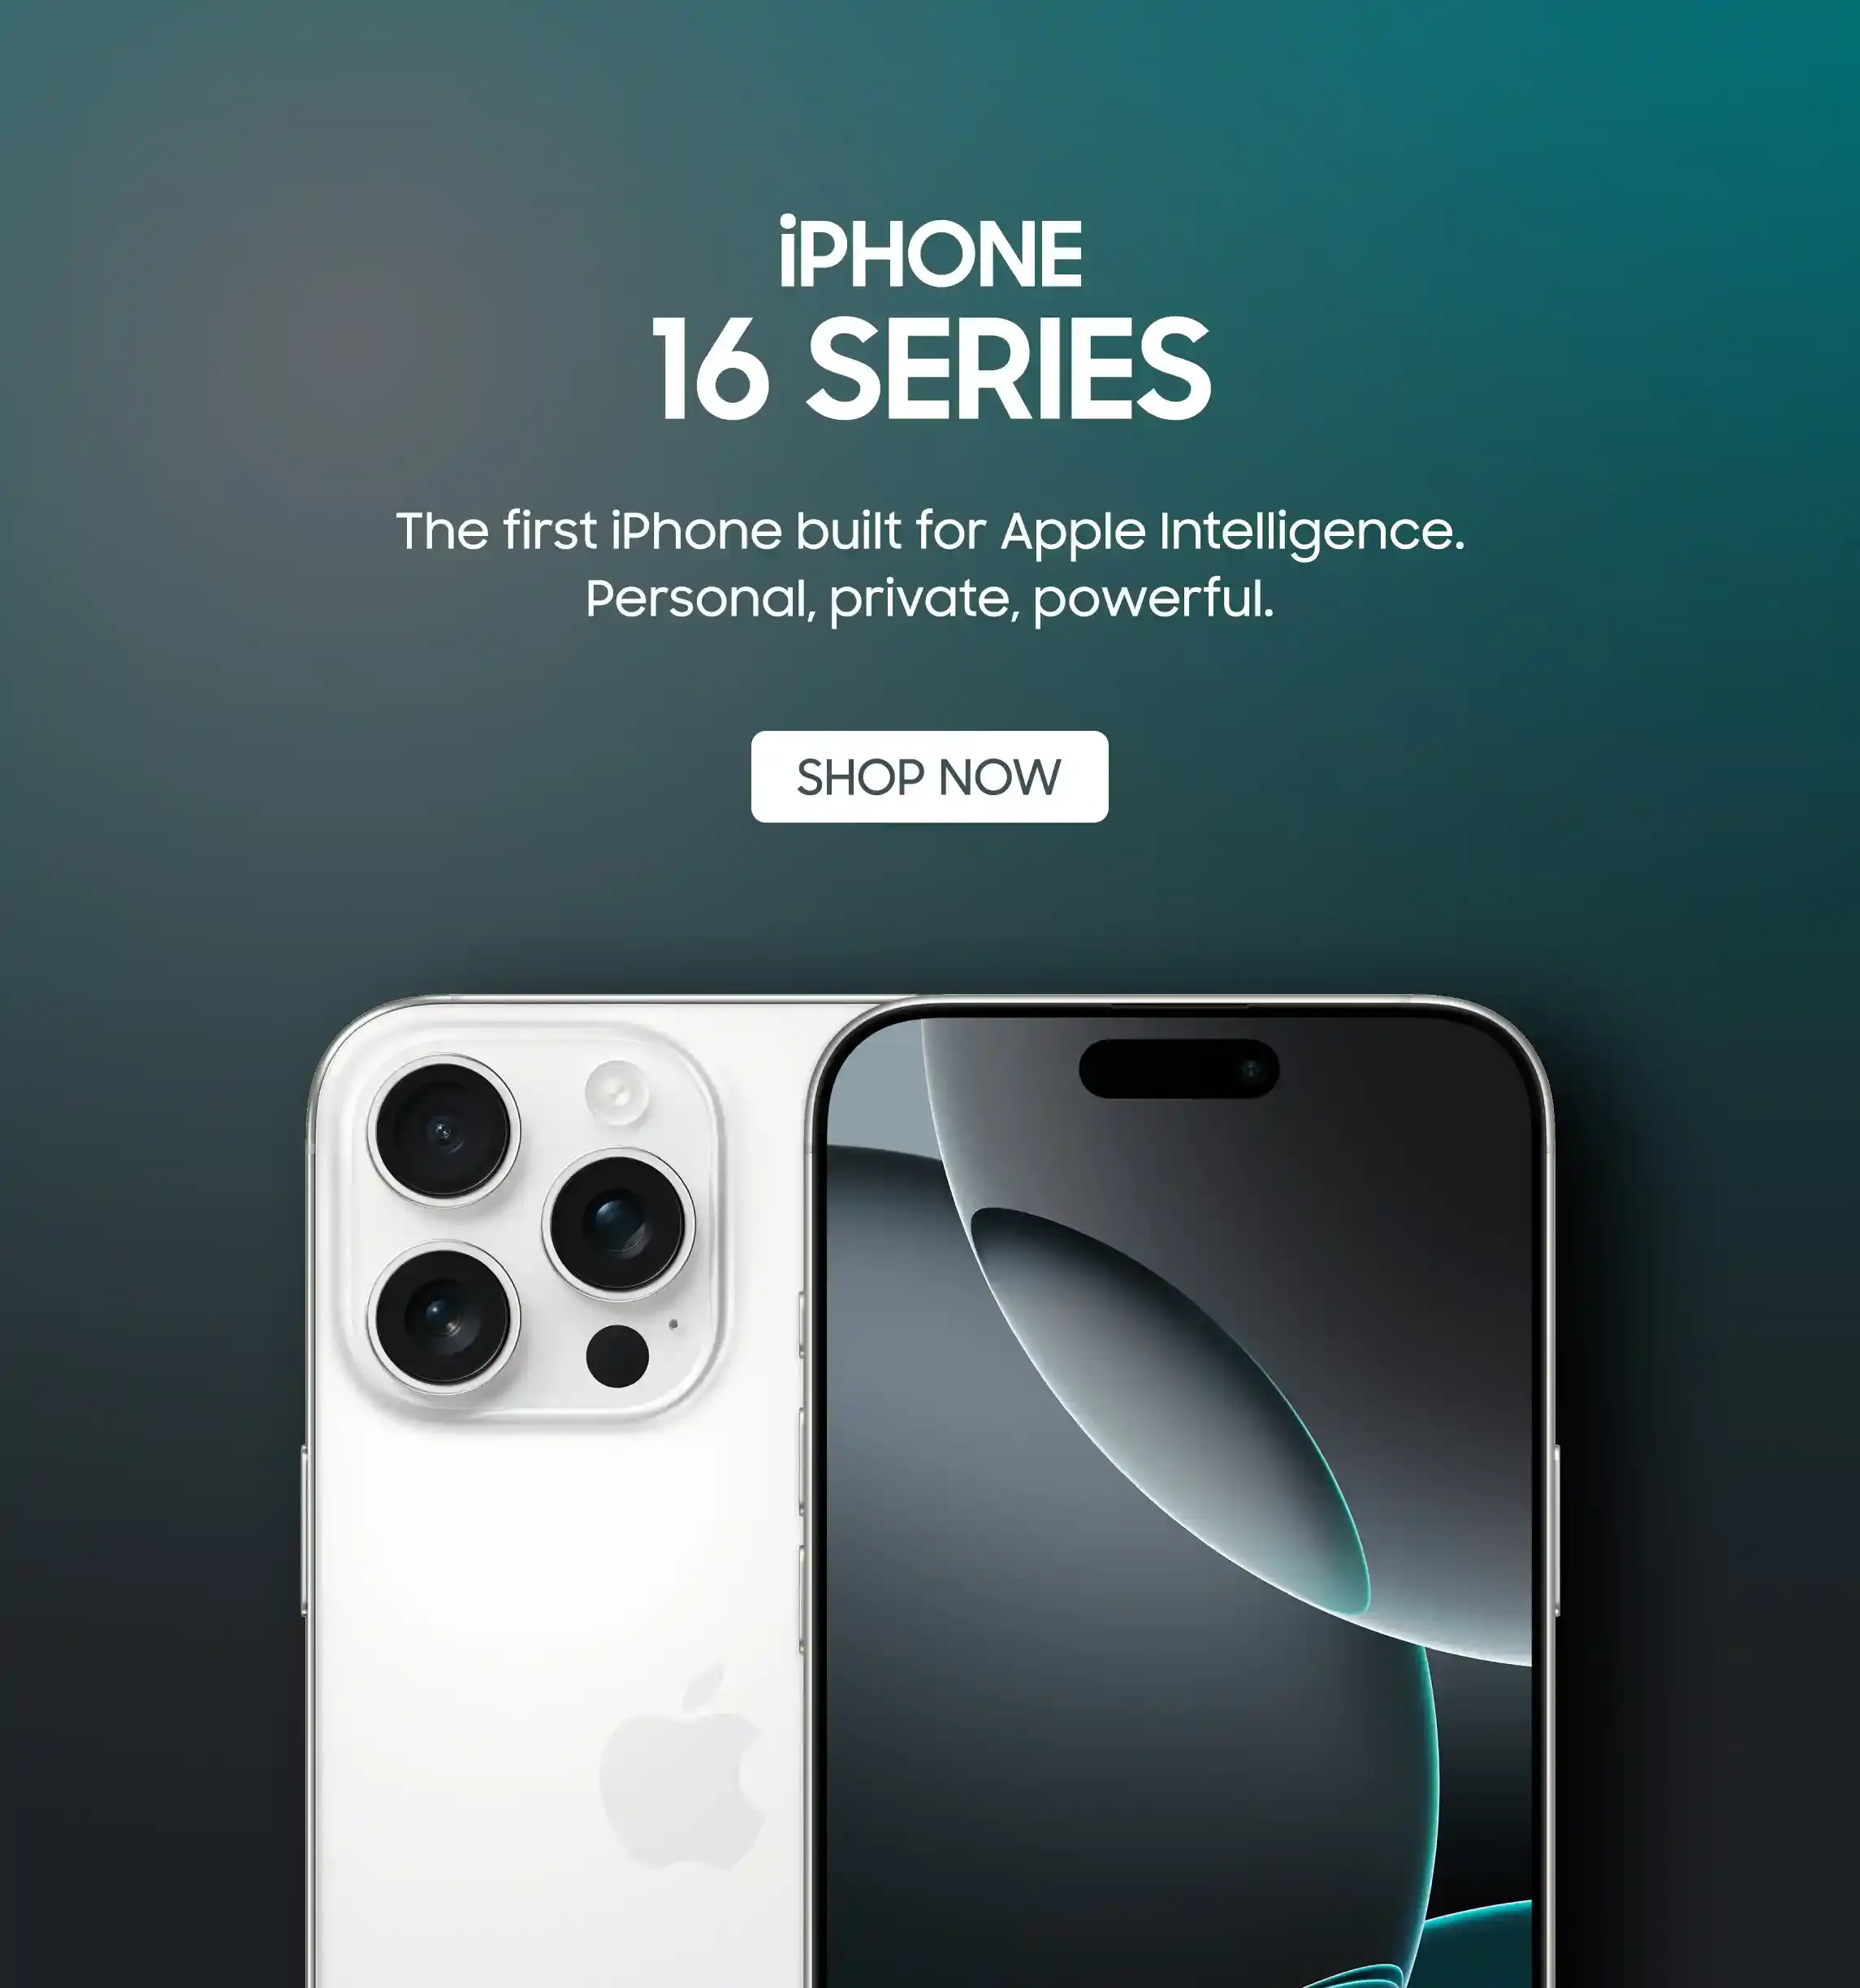 iPHONE
16 SERIES
The first iPhone built for Apple Intelligence.
Personal, private, powerful.
SHOP NOW